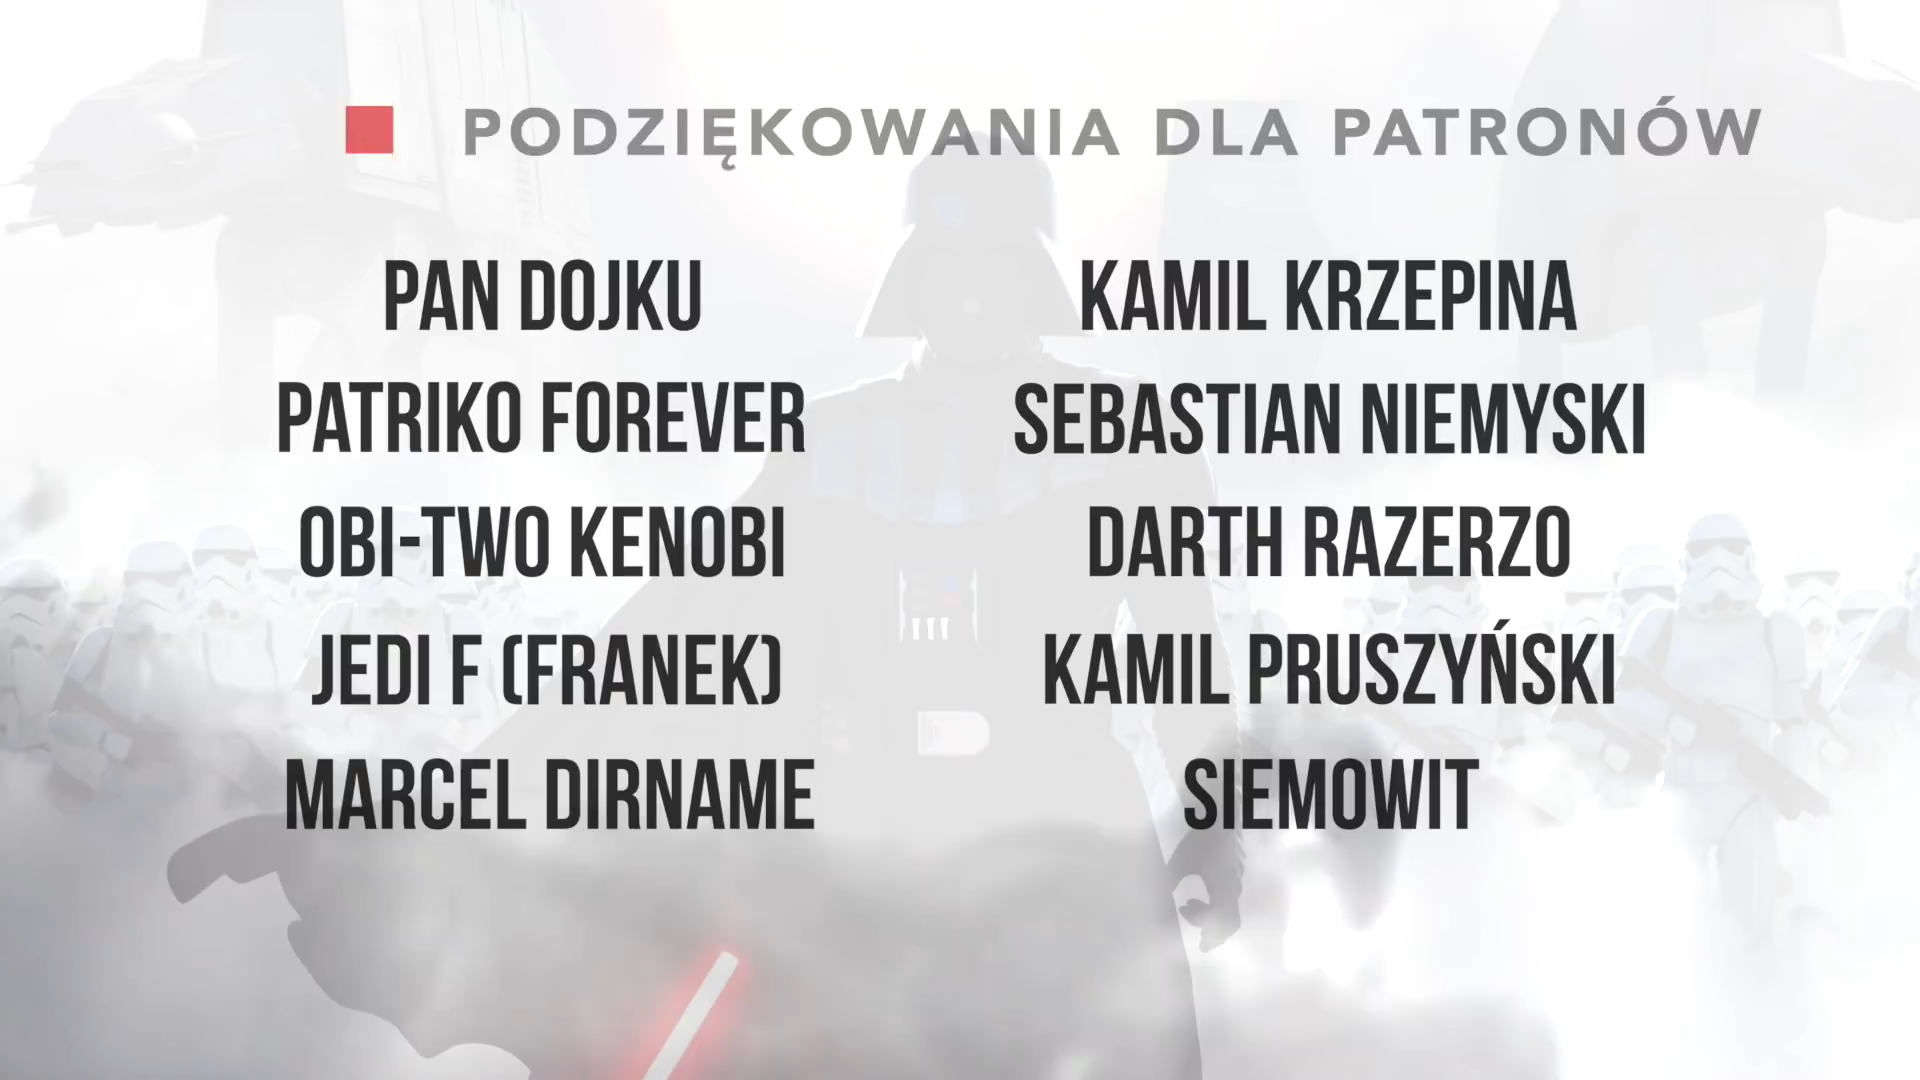 PODZIĘKOWANIA DLA PATRONÓW
PAN DOJKU
PATRIKO FOREVER
OBI-TWO KENOBI
JEDI F (FRANEK)
MARCEL DIRNAME
KAMIL KRZEPINA
SEBASTIAN NIEMYSKI
DARTH RAZERZO
KAMIL PRUSZYŃSKI
SIEMOWIT